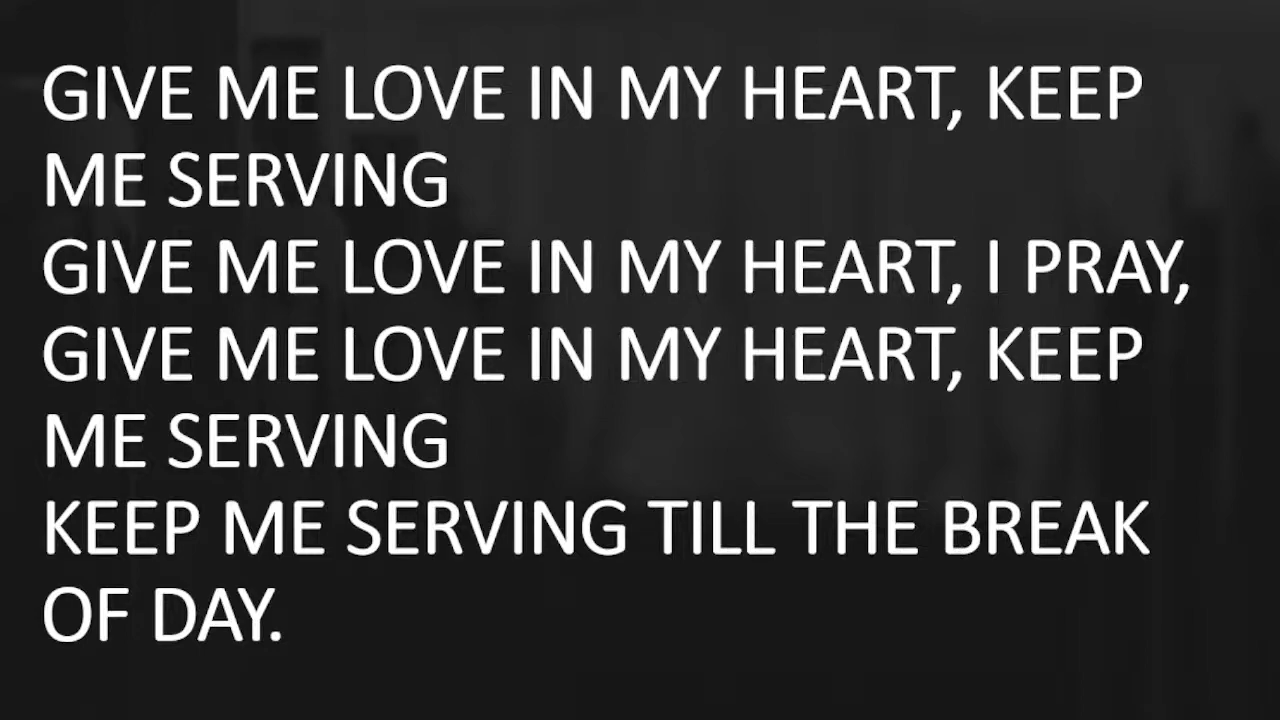 GIVE ME LOVE IN MY HEART, KEEP
ME SERVING
GIVE ME LOVE IN MY HEART, I PRAY,
GIVE ME LOVE IN MY HEART, KEEP
ME SERVING
KEEP ME SERVING TILL THE BREAK
OF DAY.